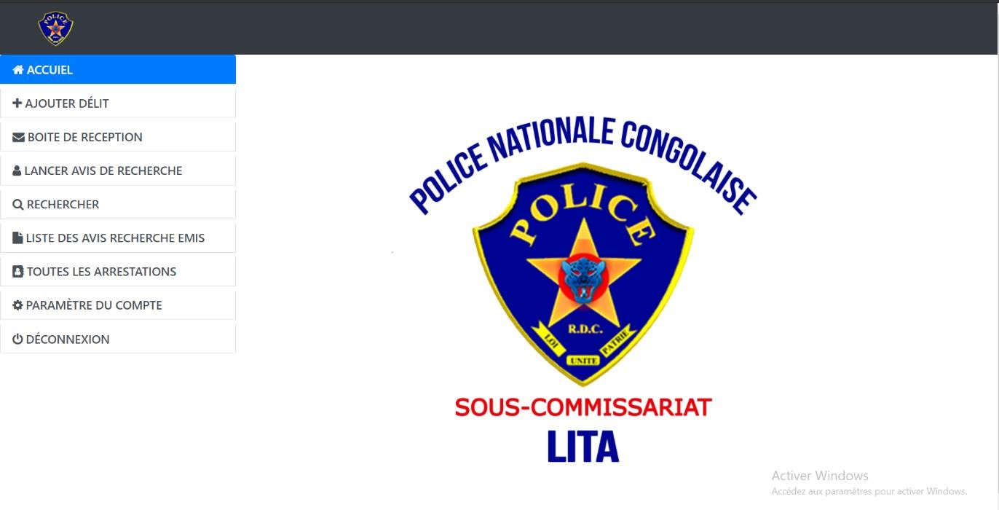 POLICE
ACCUIEL
AJOUTER DÉLIT
BOITE DE RECEPTION
LANCER AVIS DE RECHERCHE
RECHERCHER
LISTE DES AVIS RECHERCHE EMIS
TOUTES LES ARRESTATIONS
PARAMÈTRE DU COMPTE
DÉCONNEXION
POLICE NATIONALE CONGOLAISE
POLICE
R.D.C.
LOI
UNITE
PATRIE
SOUS-COMMISSARIAT
LITA
Activer Windows
Accédez aux paramètres pour activer Windows.